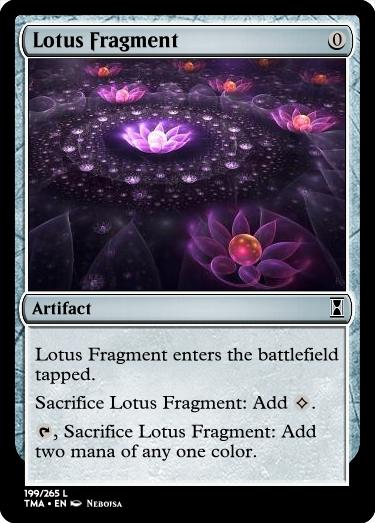 Lotus Fragment 0
Artifact
Lotus Fragment enters the battlefield
tapped.
Sacrifice Lotus Fragment: Add .
, Sacrifice Lotus Fragment: Add
two mana of any one color.
199/265 L
TMA • EN Nebojsa